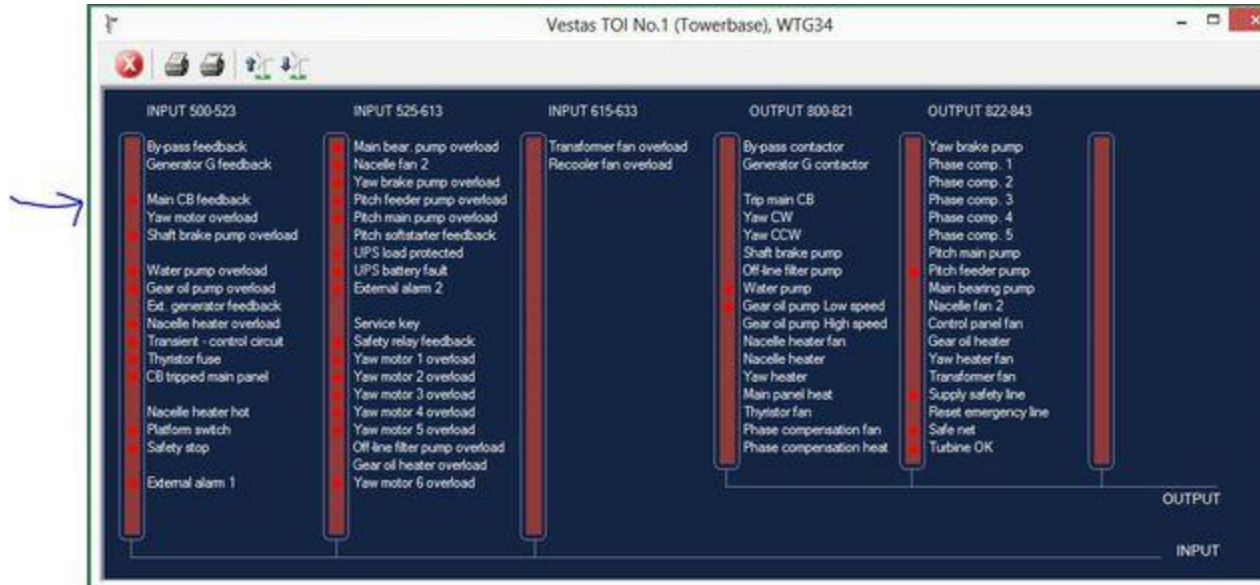 Vestas TOI No.1 (Towerbase), WTG34
INPUT 500-523
By-pass feedback
Generator G feedback
Main CB feedback
Yaw motor overload
Shaft brake pump overload
Water pump overload
Gear oil pump overload
Ext. generator feedback
Nacelle heater overload
Transient - control circuit
Thyristor fuse
CB tripped main panel
Nacelle heater hot
Platform switch
Safety stop
External alarm 1
INPUT 525-613
Main bear. pump overload
Nacelle fan 2
Yaw brake pump overload
Pitch feeder pump overload
Pitch main pump overload
Pitch softstarter feedback
UPS load protected
UPS battery fault
External alarm 2
Service key
Safety relay feedback
Yaw motor 1 overload
Yaw motor 2 overload
Yaw motor 3 overload
Yaw motor 4 overload
Yaw motor 5 overload
Off-line filter pump overload
Gear oil heater overload
Yaw motor 6 overload
INPUT 615-633
Transformer fan overload
Recooler fan overload
OUTPUT 800-821
By-pass contactor
Generator G contactor
Trip main CB
Yaw CW
Yaw CCW
Shaft brake pump
Off-line filter pump
Water pump
Gear oil pump Low speed
Gear oil pump High speed
Nacelle heater fan
Nacelle heater
Yaw heater
Main panel heat
Thyristor fan
Phase compensation fan
Phase compensation heat
OUTPUT 822-843
Yaw brake pump
Phase comp. 1
Phase comp. 2
Phase comp. 3
Phase comp. 4
Phase comp. 5
Pitch main pump
Pitch feeder pump
Main bearing pump
Nacelle fan 2
Control panel fan
Gear oil heater
Yaw heater fan
Transformer fan
Supply safety line
Reset emergency line
Safe net
Turbine OK
OUTPUT
INPUT